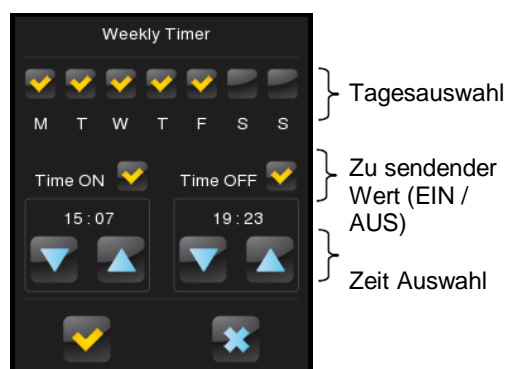 Weekly Timer
M T W T F S S
Tagesauswahl
Time ON
Time OFF
Zu sendender
Wert (EIN /
AUS)
15 : 07
19 : 23
Zeit Auswahl